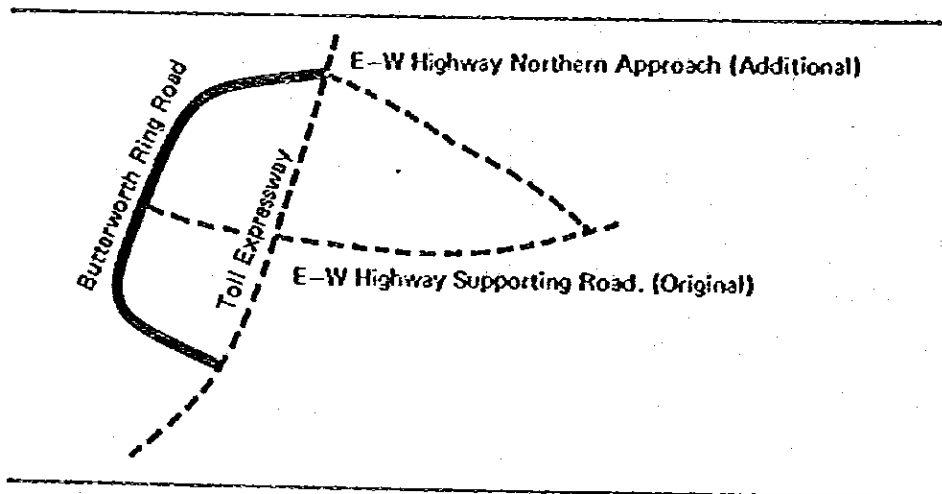 E-W Highway Northern Approach (Additional)
Butterworth Ring Road
Toll Expressway
E-W Highway Supporting Road. (Original)